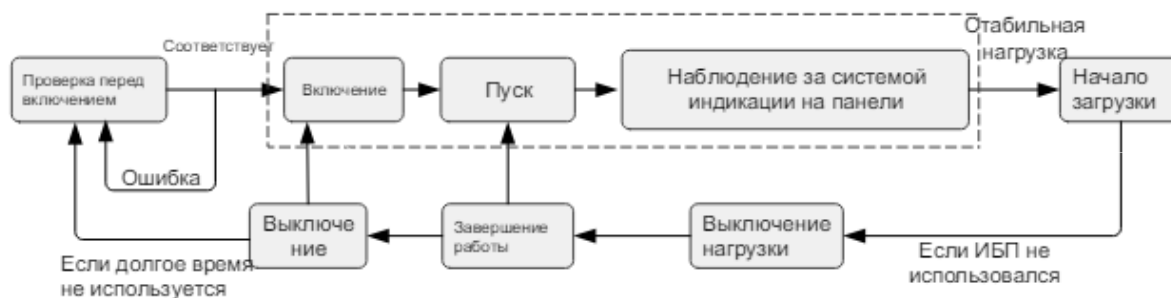 Соответствует
Отабильная
нагрузка
Проверка перед
включением
Включение
Пуск
Наблюдение за системой
индикации на панели
Начало
загрузки
Ошибка
Выключе
ние
Завершение
работы
Выключение
нагрузки
Если долгое время
не используется
Если ИБП не
использовался